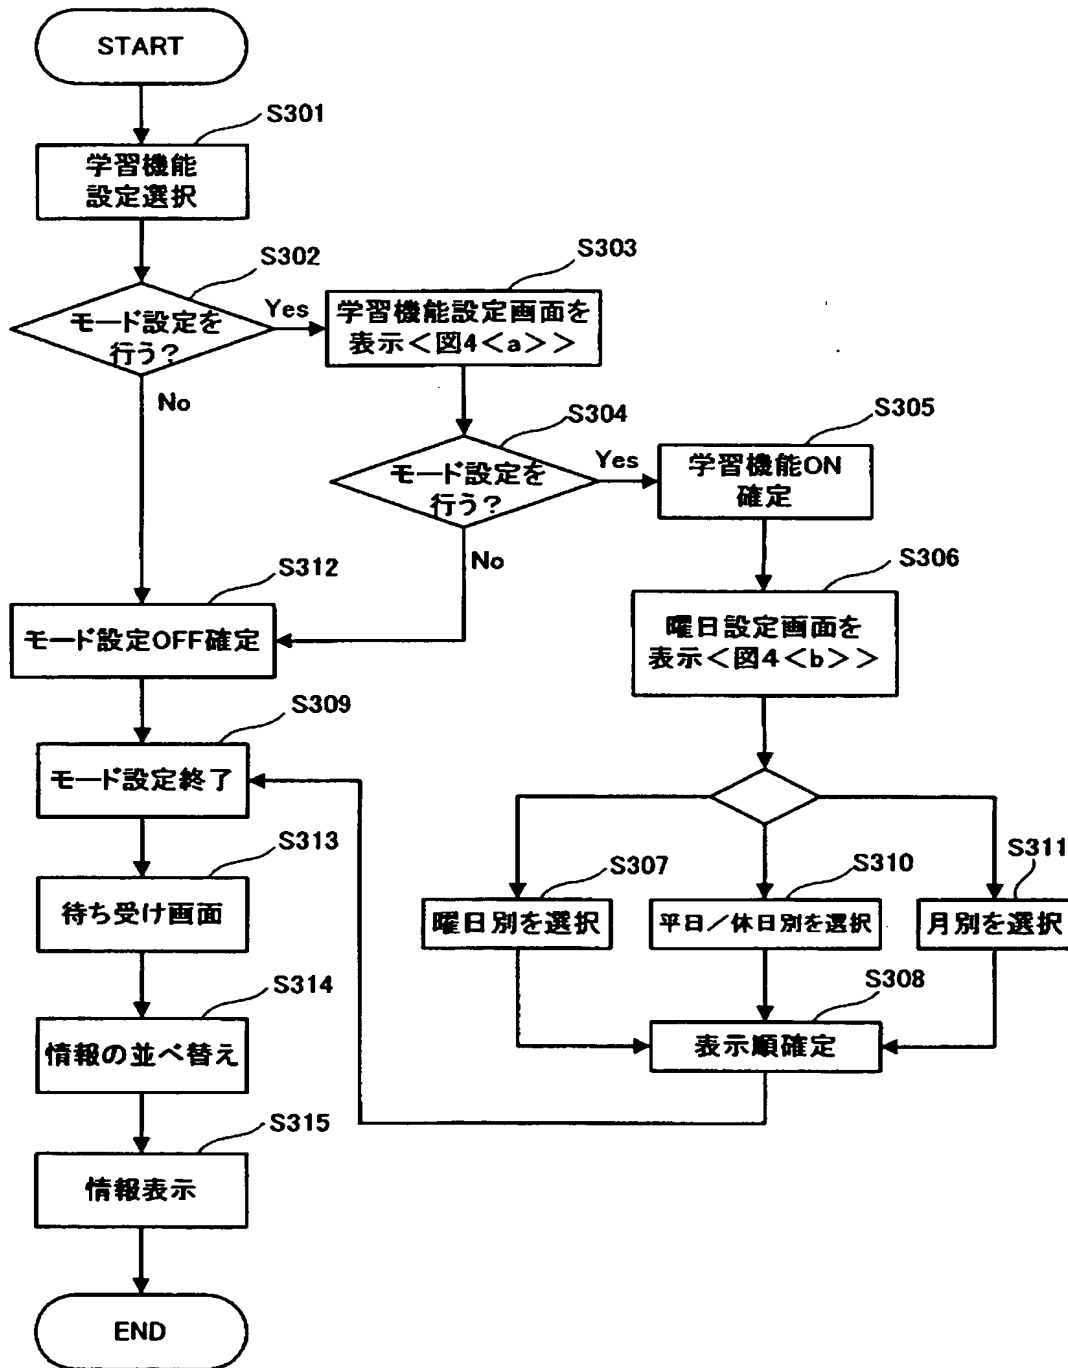 START
S301
学習機能
設定選択
S302
モード設定を
行う?
Yes
No
S303
学習機能設定画面を
表示<図4<a>>
S304
モード設定を
行う?
Yes
No
S305
学習機能ON
確定
S306
曜日設定画面を
表示<図4<b>>
S312
モード設定OFF確定
S309
モード設定終了
S307
曜日別を選択
S310
平日/休日別を選択
S311
月別を選択
S308
表示順確定
S313
待ち受け画面
S314
情報の並べ替え
S315
情報表示
END